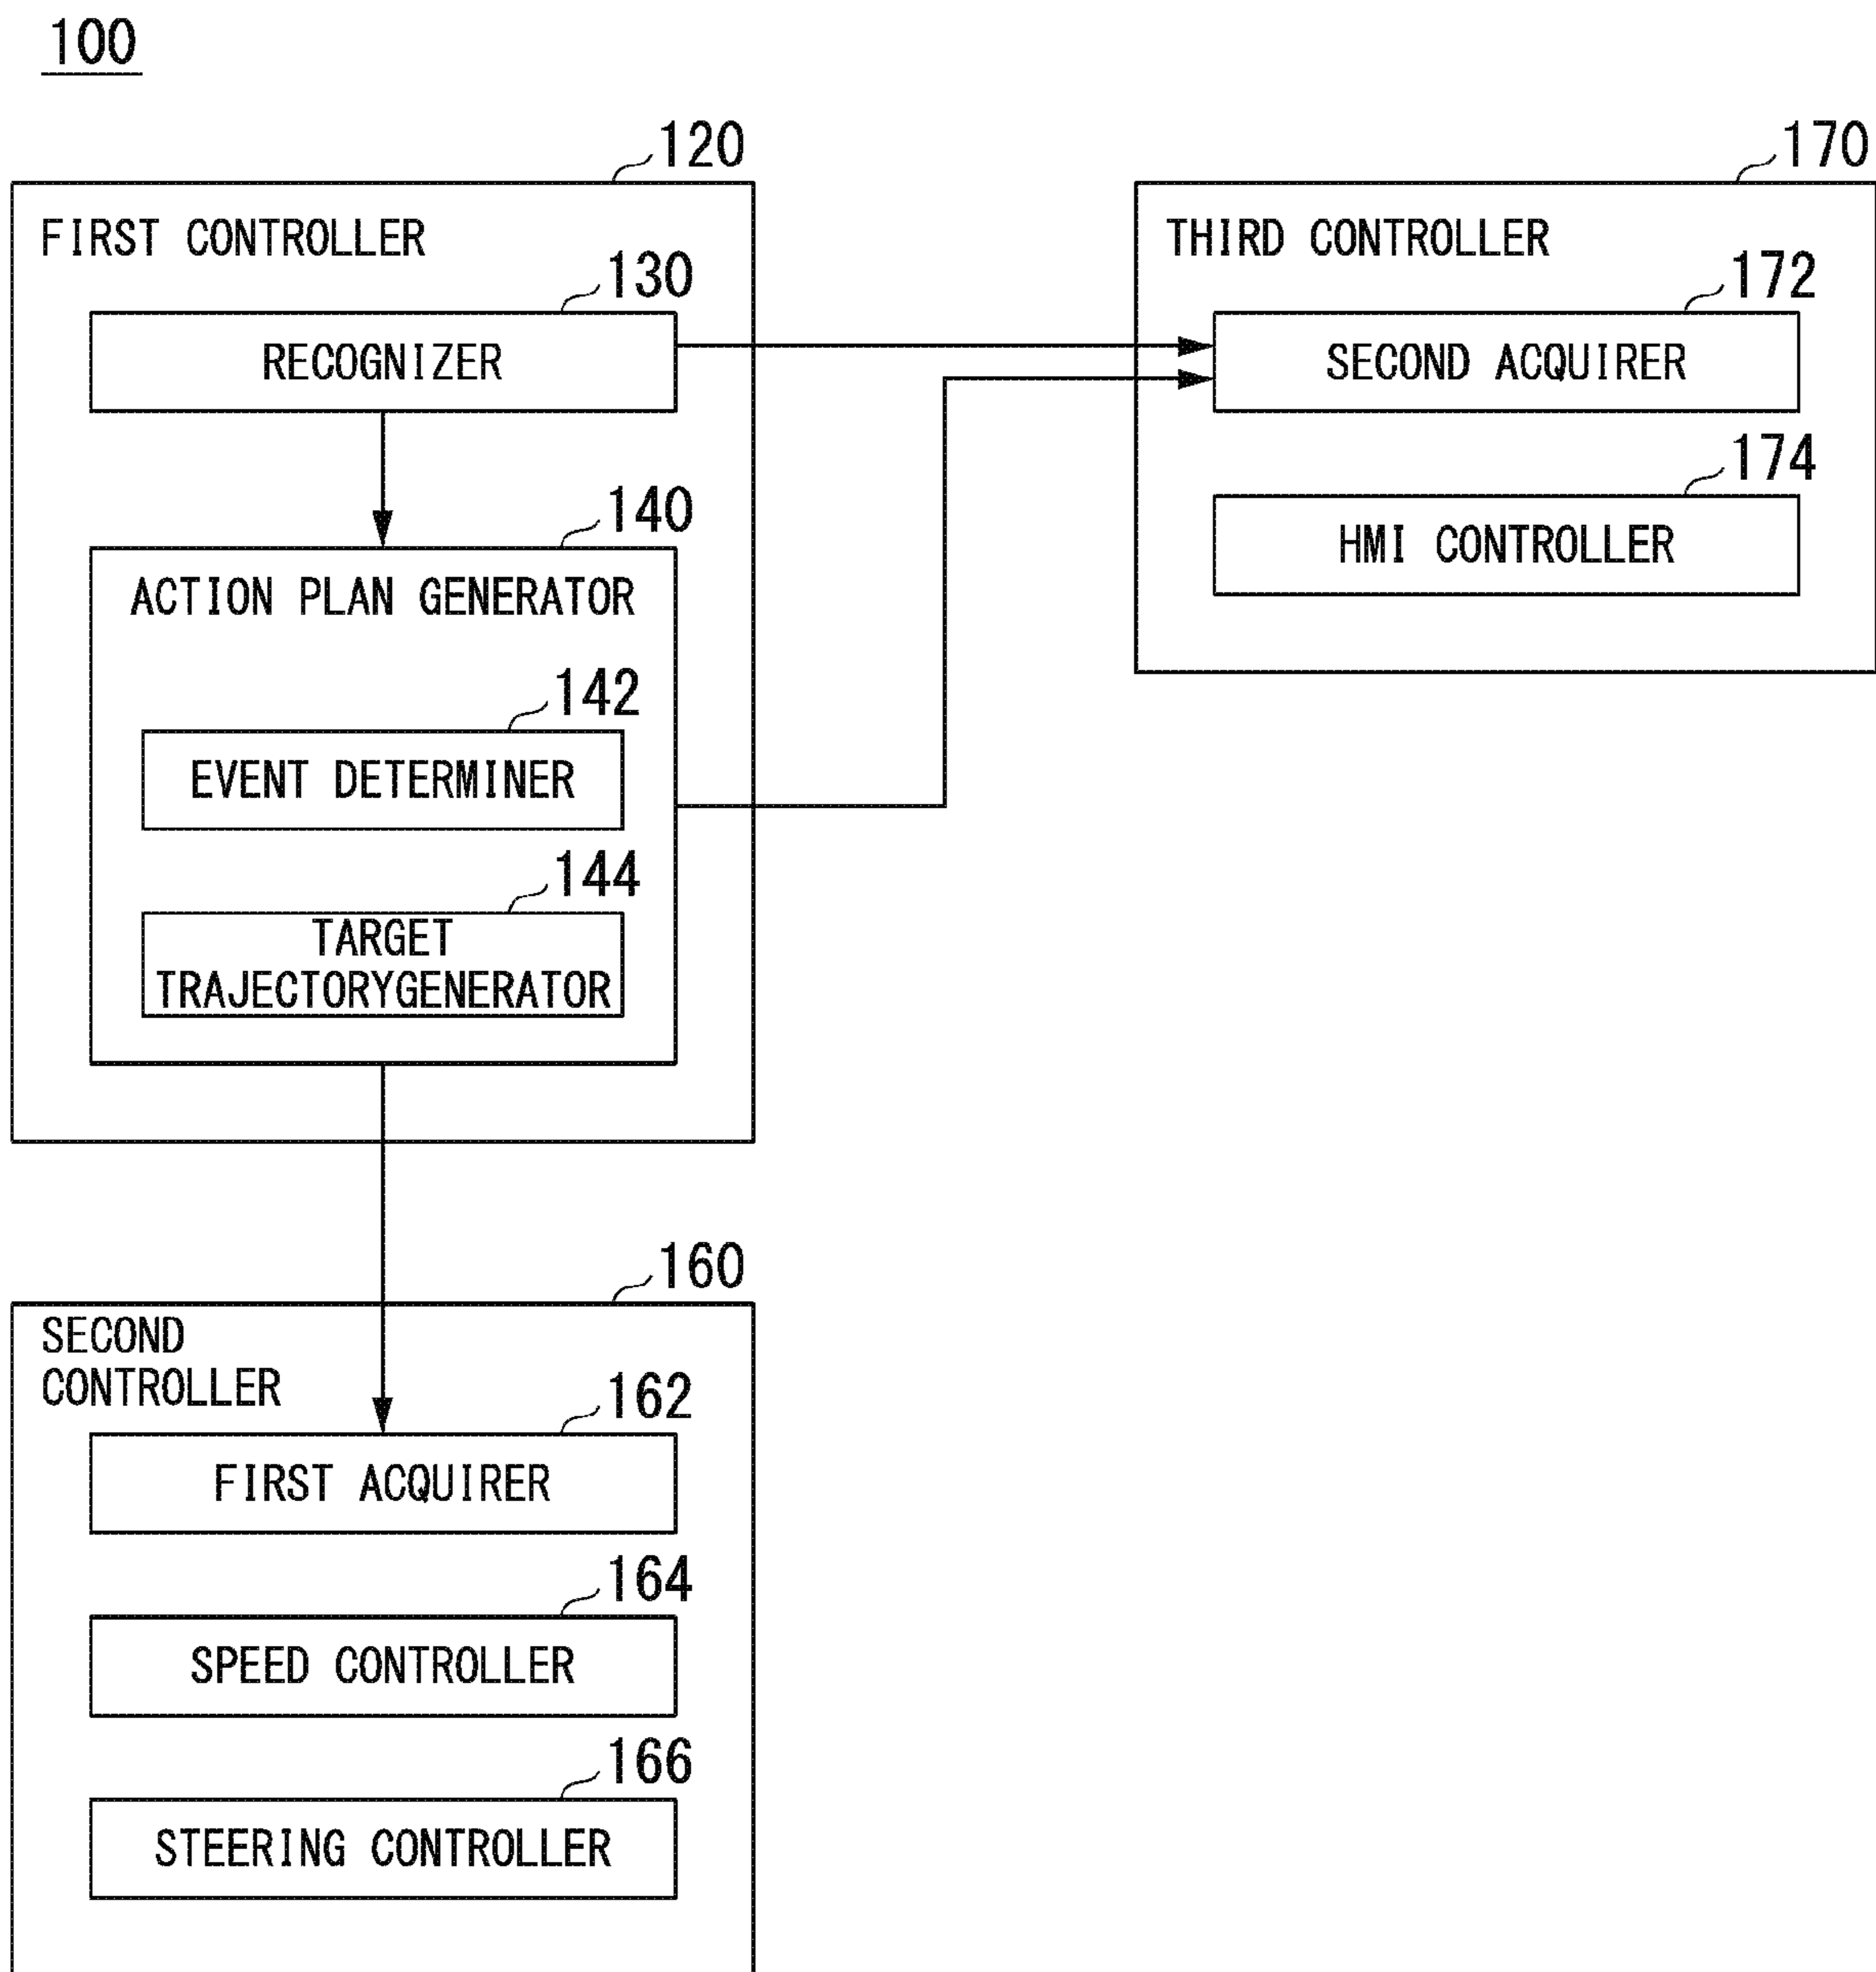 100
120
FIRST CONTROLLER
130
RECOGNIZER
140
ACTION PLAN GENERATOR
142
EVENT DETERMINER
144
TARGET
TRAJECTORYGENERATOR
170
THIRD CONTROLLER
172
SECOND ACQUIRER
174
HMI CONTROLLER
160
SECOND
CONTROLLER
162
FIRST ACQUIRER
164
SPEED CONTROLLER
166
STEERING CONTROLLER